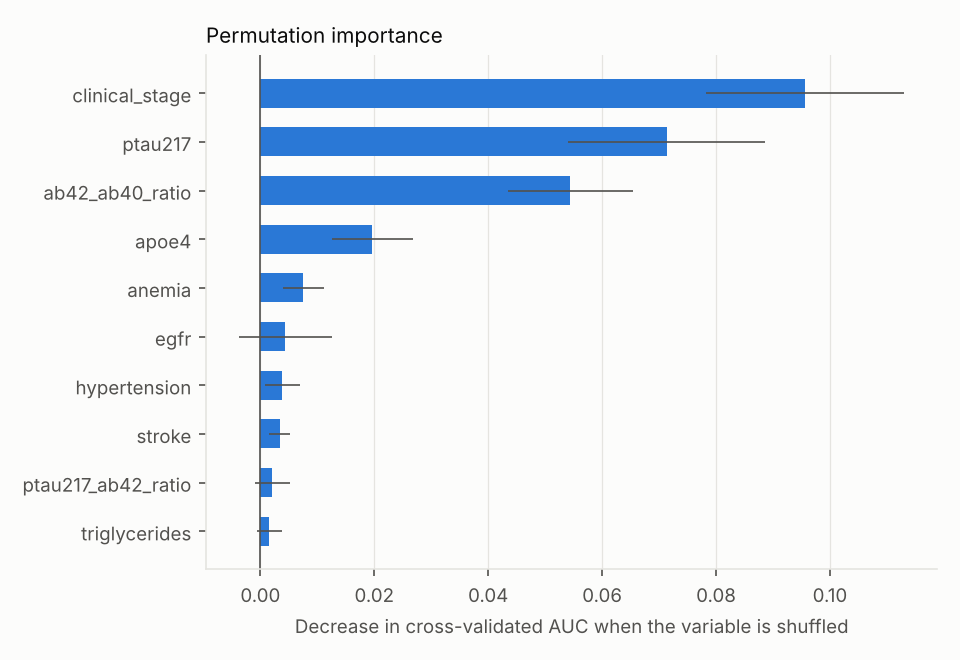 Permutation importance
clinical_stage
ptau217
ab42_ab40_ratio
apoe4
anemia
egfr
hypertension
stroke
ptau217_ab42_ratio
triglycerides
0.00 0.02 0.04 0.06 0.08 0.10
Decrease in cross-validated AUC when the variable is shuffled